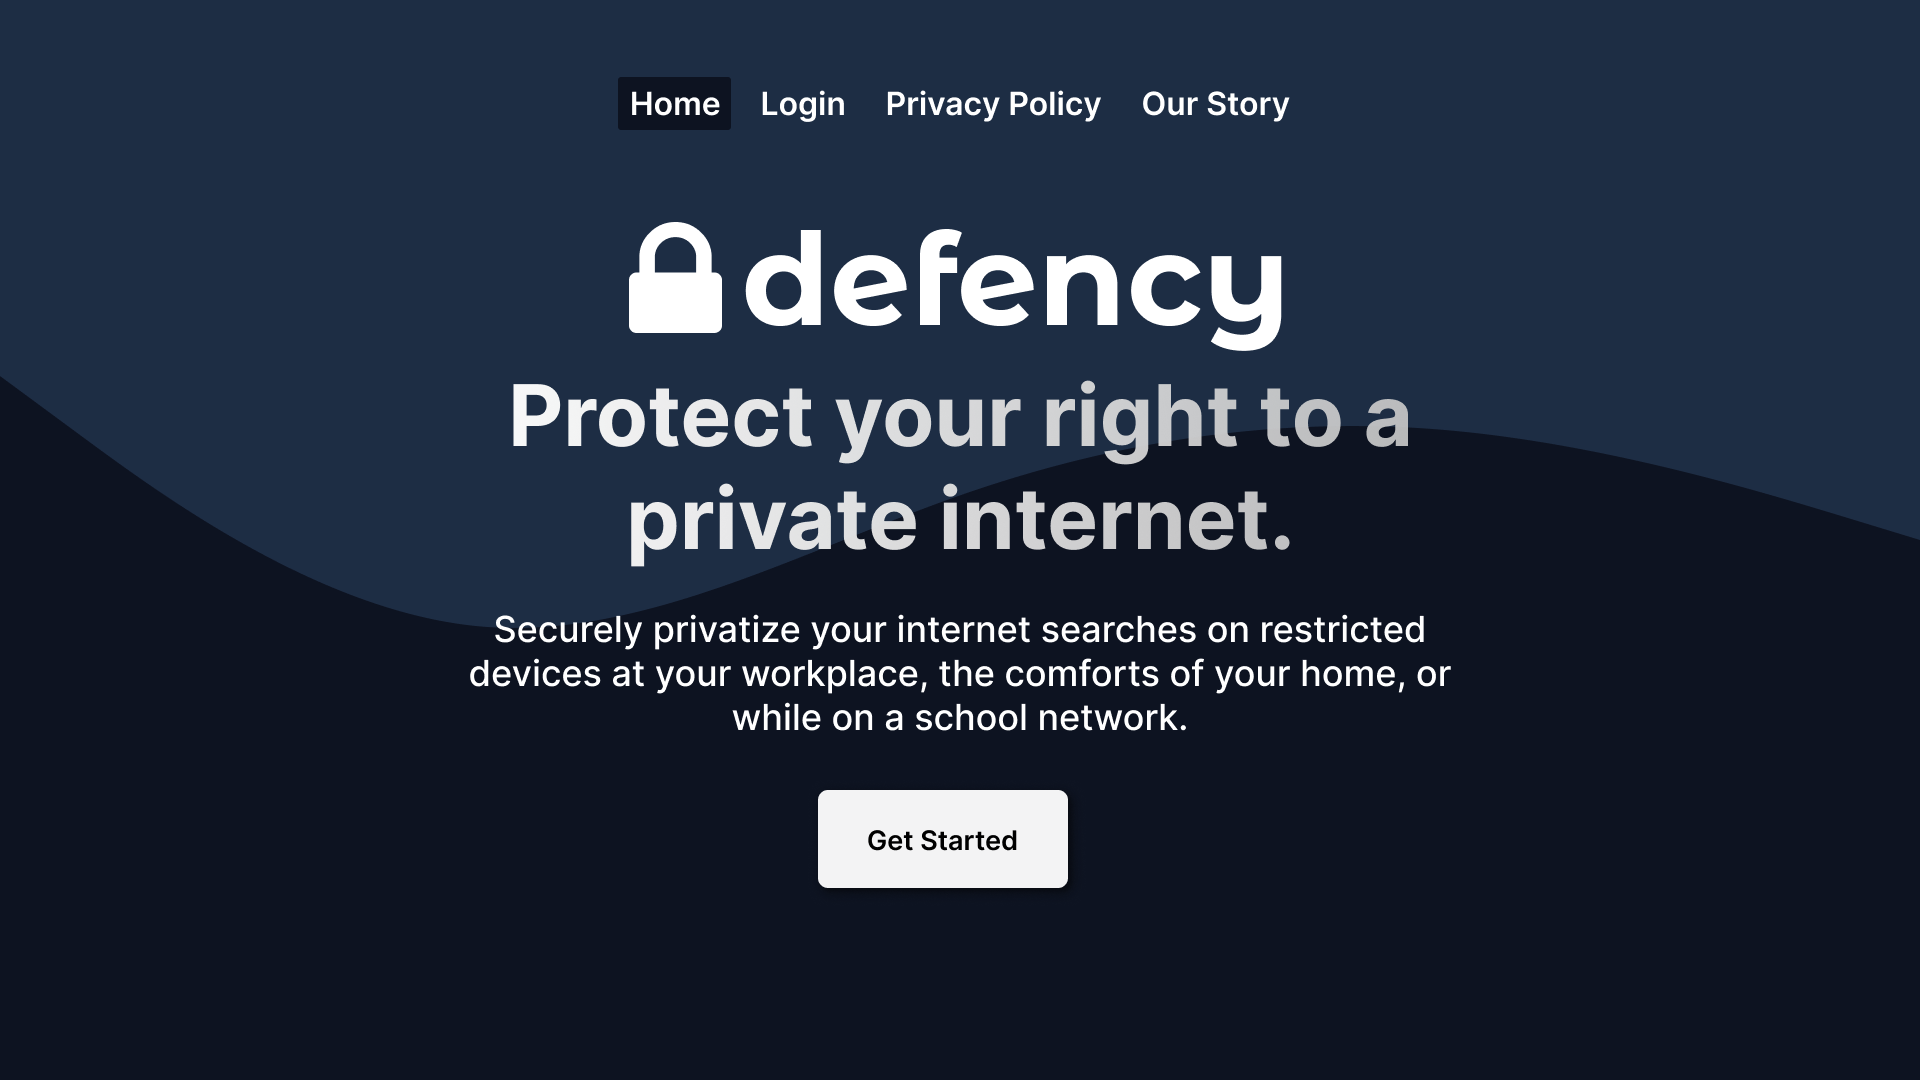 Home Login Privacy Policy Our Story
defency
Protect your right to a
private internet.
Securely privatize your internet searches on restricted
devices at your workplace, the comforts of your home, or
while on a school network.
Get Started